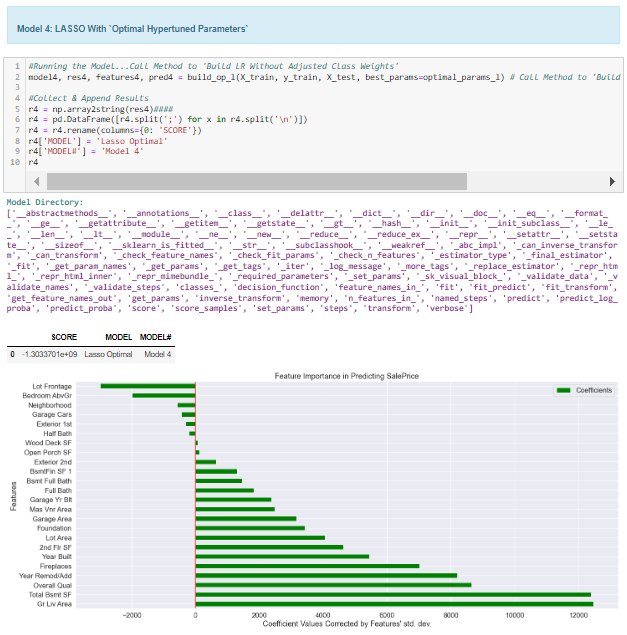 Model 4: LASSO With `Optimal Hypertuned Parameters`
1 #Running the Model...Call Method to 'Build LR Without Adjusted Class Weights'
2 model4, res4, features4, pred4 = build_op_l(X_train, y_train, X_test, best_params=optimal_params_l) # Call Method to 'Build
3
4 #Collect & Append Results
5 r4 = np.array2string(res4)####
6 r4 = pd.DataFrame([r4.split(';') for x in r4.split('\n')])
7 r4 = r4.rename(columns={0: 'SCORE'})
8 r4['MODEL'] = 'Lasso Optimal'
9 r4['MODEL#'] = 'Model 4'
10 r4
Model Directory:
['__abstractmethods__', '__annotations__', '__class__', '__delattr__', '__dict__', '__dir__', '__doc__', '__eq__', '__format_
_', '__ge__', '__getattribute__', '__getitem__', '__getstate__', '__gt__', '__hash__', '__init__', '__init_subclass__', '__le_
_', '__len__', '__lt__', '__module__', '__ne__', '__new__', '__reduce__', '__reduce_ex__', '__repr__', '__setattr__', '__setsta
te__', '__sizeof__', '__sklearn_is_fitted__', '__str__', '__subclasshook__', '__weakref__', '_abc_impl', '_can_inverse_transfor
m', '_can_transform', '_check_feature_names', '_check_fit_params', '_check_n_features', '_estimator_type', '_final_estimator',
'_fit', '_get_param_names', '_get_params', '_get_tags', '_iter', '_log_message', '_more_tags', '_replace_estimator', '_repr_htm
l_', '_repr_html_inner', '_repr_mimebundle_', '_required_parameters', '_set_params', '_sk_visual_block_', '_validate_data', '_v
alidate_names', '_validate_steps', 'classes_', 'decision_function', 'feature_names_in_', 'fit', 'fit_predict', 'fit_transform',
'get_feature_names_out', 'get_params', 'inverse_transform', 'memory', 'n_features_in_', 'named_steps', 'predict', 'predict_log_
proba', 'predict_proba', 'score', 'score_samples', 'set_params', 'steps', 'transform', 'verbose']
SCORE MODEL MODEL#
0 -1.3033701e+09 Lasso Optimal Model 4
Feature Importance in Predicting SalePrice
Coefficients
Features
Lot Frontage
Bedroom AbvGr
Neighborhood
Garage Cars
Exterior 1st
Half Bath
Wood Deck SF
Open Porch SF
Exterior 2nd
BsmtFin SF 1
Bsmt Full Bath
Full Bath
Garage Yr Blt
Mas Vnr Area
Garage Area
Foundation
Lot Area
2nd Flr SF
Year Built
Fireplaces
Year Remod/Add
Overall Qual
Total Bsmt SF
Gr Liv Area
−2000 0 2000 4000 6000 8000 10000 12000
Coefficient Values Corrected by Features' std. dev.